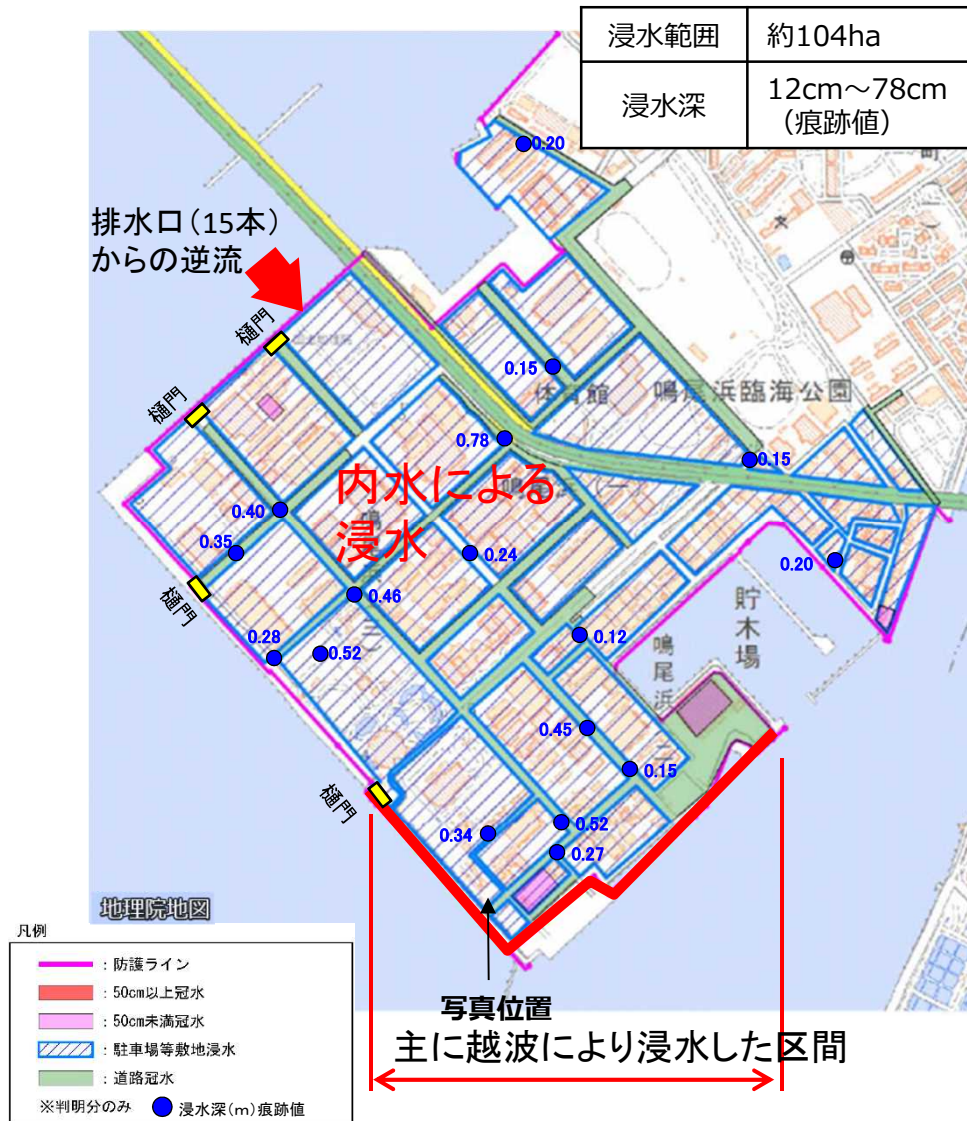 浸水範囲 約104ha
浸水深 12cm～78cm
（痕跡値）
0.20
排水口（15本）
からの逆流
樋門
樋門
0.15
体育館
鳴尾浜臨海公園
0.78
0.15
内水による
浸水
0.40
0.35
0.24
0.20
樋門
0.46
貯木場
0.28
0.52
0.12
鳴尾浜
0.45
0.15
樋門
0.34
0.52
0.27
地理院地図
写真位置
主に越波により浸水した区間
凡例
：防護ライン
：50cm以上冠水
：50cm未満冠水
：駐車場等敷地浸水
：道路冠水
※判明分のみ
浸水深（m）痕跡値